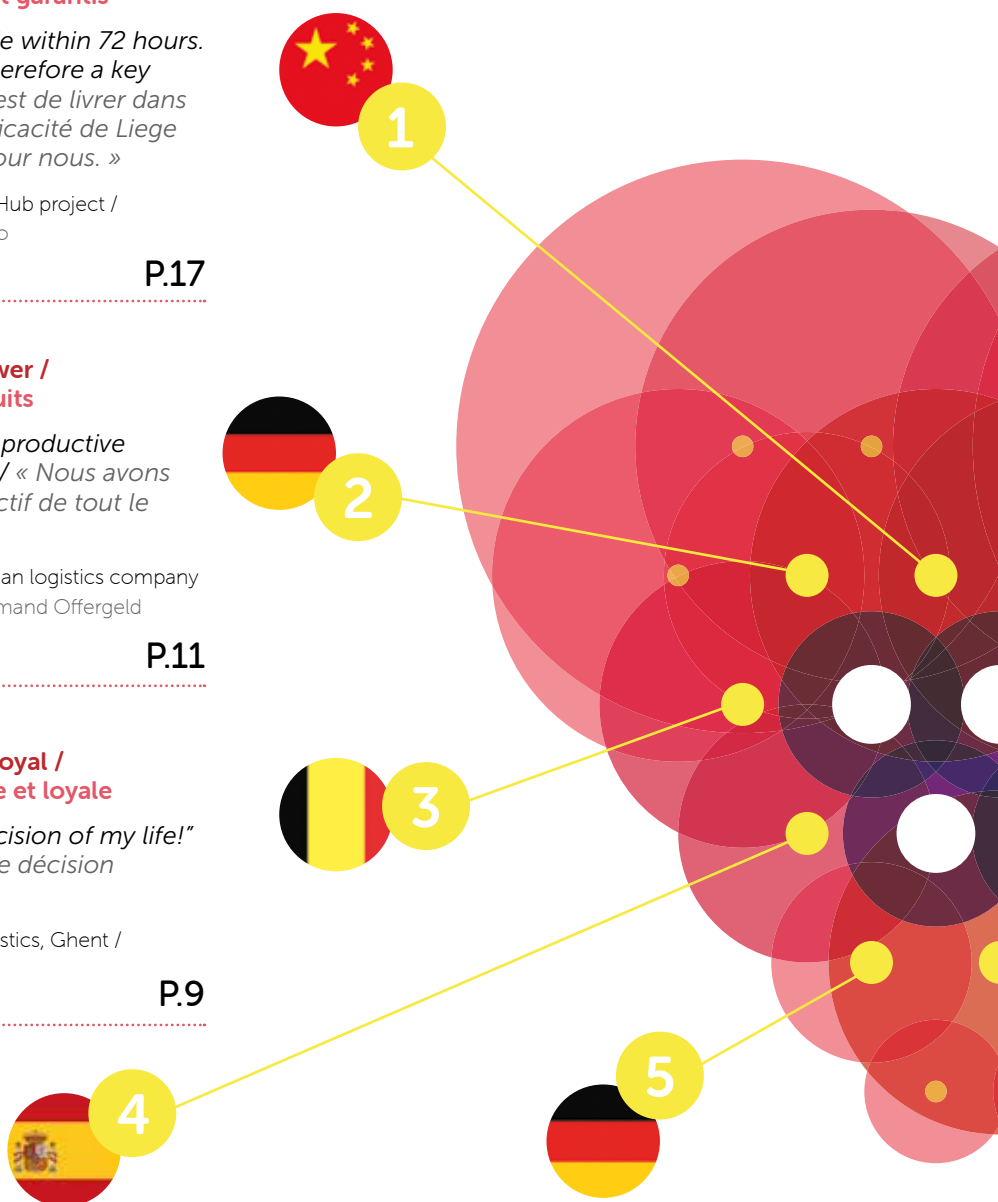 t garantis
e within 72 hours.
erefore a key
est de livrer dans
icacité de Liege
our nous. »
Hub project /
o
P.17
wer /
uits
productive
/ « Nous avons
ctif de tout le
an logistics company
mand Offergeld
P.11
oyal /
e et loyale
cision of my life!”
e décision
stics, Ghent /
P.9
1
2
3
4
5